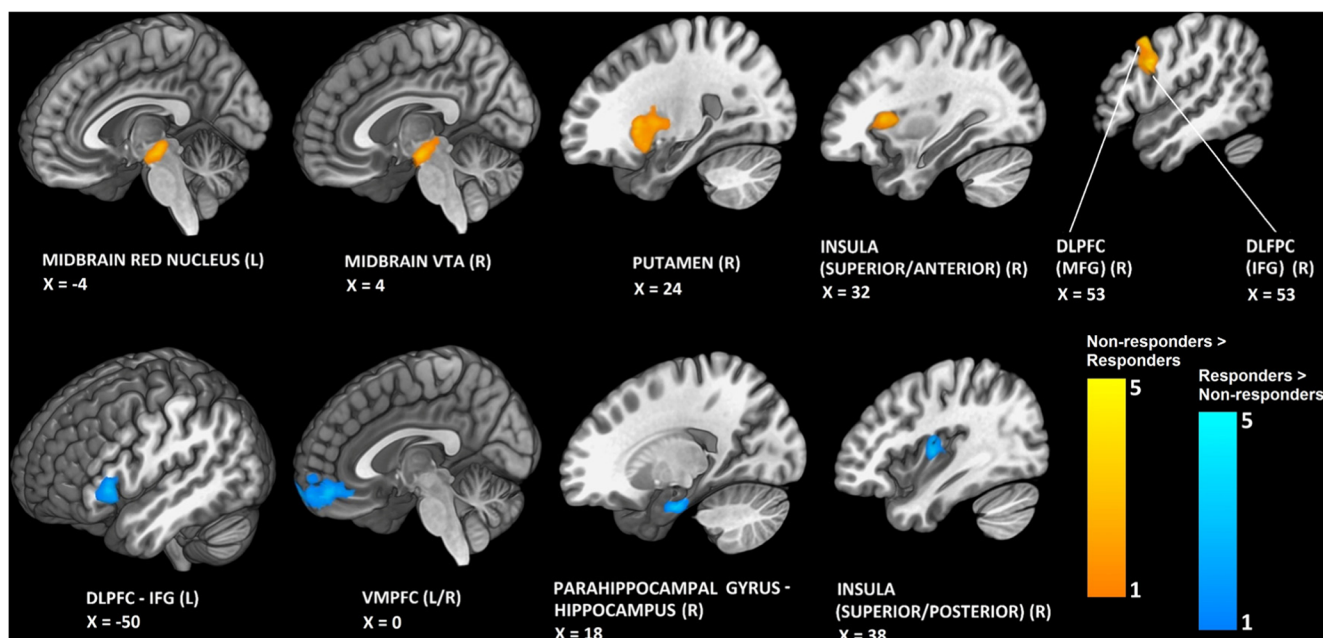 MIDBRAIN RED NUCLEUS (L)
X = -4
MIDBRAIN VTA (R)
X = 4
PUTAMEN (R)
X = 24
INSULA
(SUPERIOR/ANTERIOR) (R)
X = 32
DLPFC
(MFG) (R)
X = 53
DLFPC
(IFG) (R)
X = 53
DLPFC - IFG (L)
X = -50
VMPFC (L/R)
X = 0
PARAHIPPOCAMPAL GYRUS -
HIPPOCAMPUS (R)
X = 18
INSULA
(SUPERIOR/POSTERIOR) (R)
X = 38
Non-responders >
Responders
5
1
Responders >
Non-responders
5
1